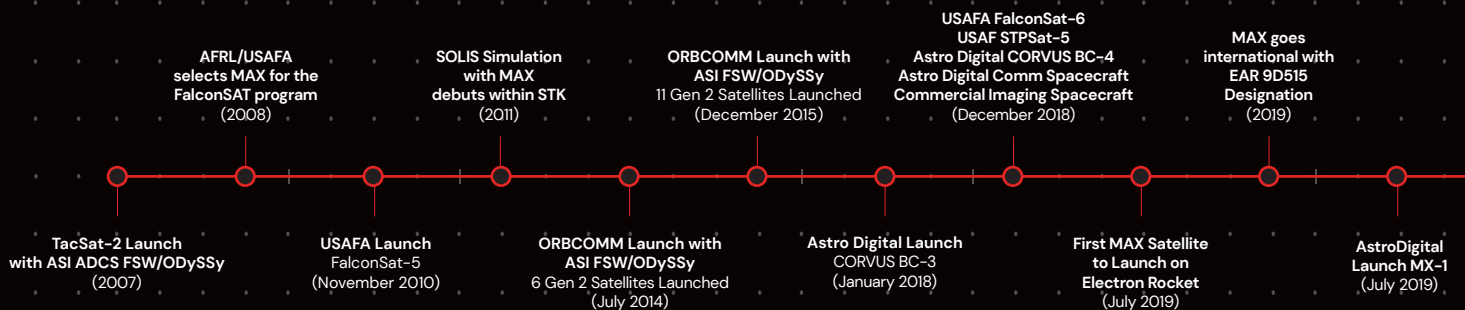 TacSat-2 Launch
with ASI ADCS FSW/ODySSy
(2007)
AFRL/USAFA
selects MAX for the
FalconSAT program
(2008)
USAFA Launch
FalconSat-5
(November 2010)
SOLIS Simulation
with MAX
debuts within STK
(2011)
ORBCOMM Launch with
ASI FSW/ODySSy
6 Gen 2 Satellites Launched
(July 2014)
ORBCOMM Launch with
ASI FSW/ODySSy
11 Gen 2 Satellites Launched
(December 2015)
Astro Digital Launch
CORVUS BC-3
(January 2018)
USAFA FalconSat-6
USAF STPSat-5
Astro Digital CORVUS BC-4
Astro Digital Comm Spacecraft
Commercial Imaging Spacecraft
(December 2018)
First MAX Satellite
to Launch on
Electron Rocket
(July 2019)
MAX goes
international with
EAR 9D515
Designation
(2019)
AstroDigital
Launch MX-1
(July 2019)